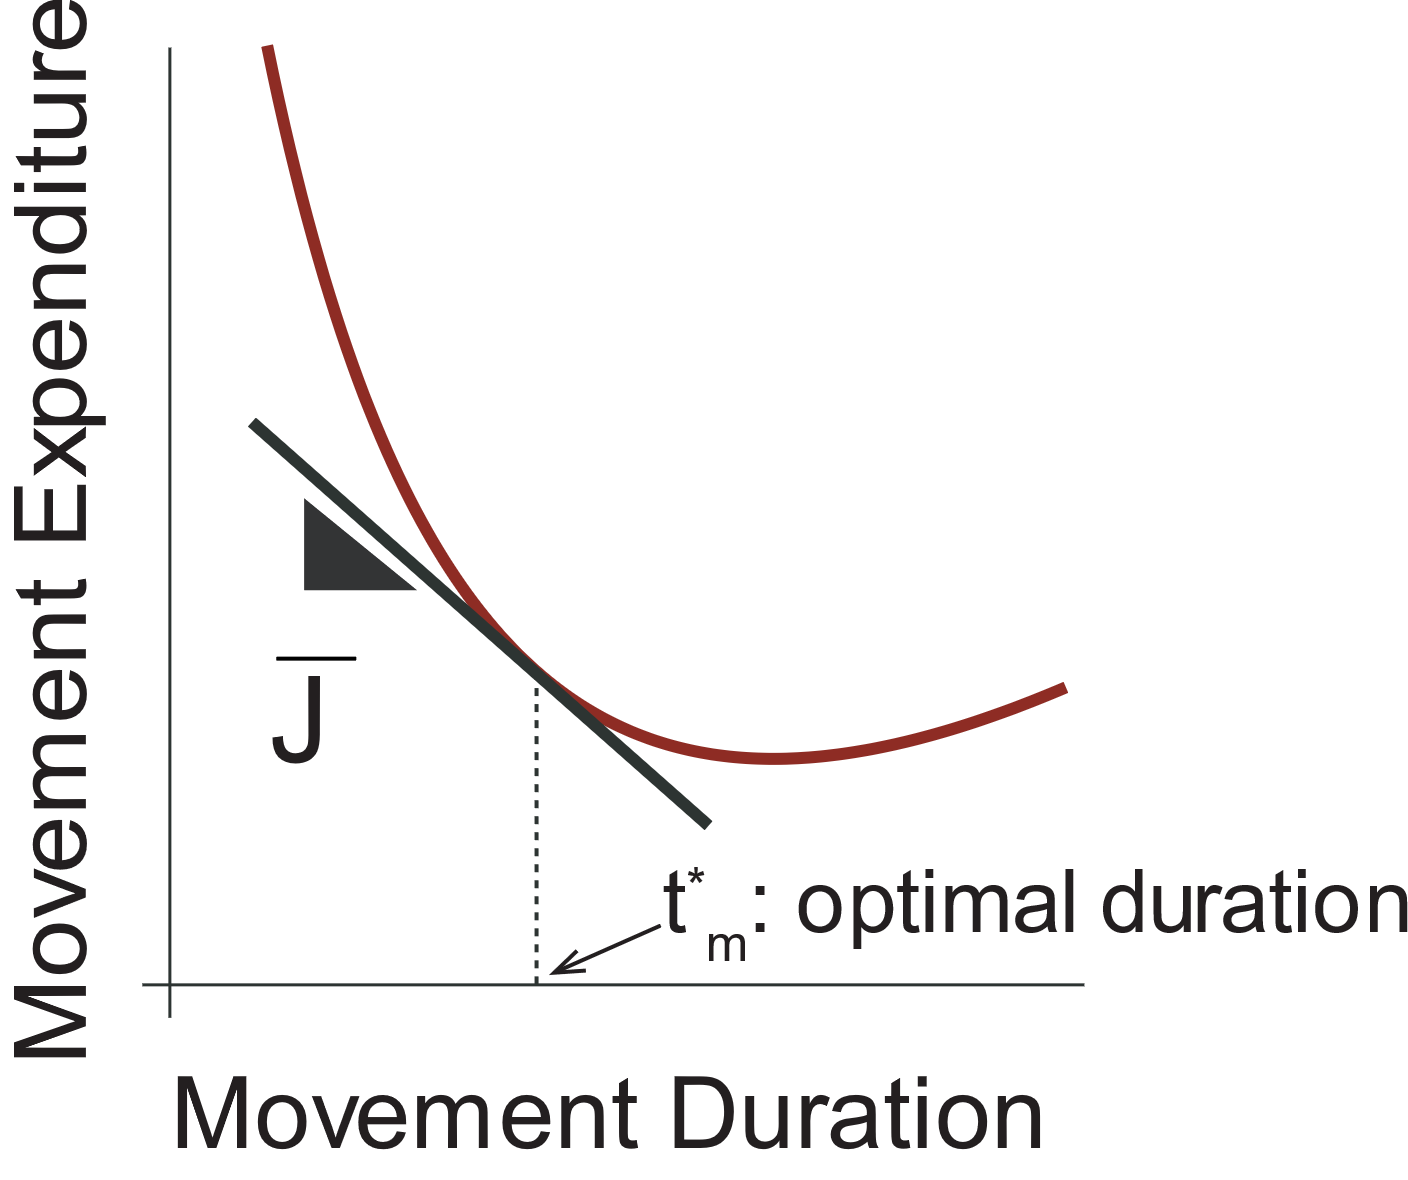 Movement Expenditure
J̅
t*m: optimal duration
Movement Duration